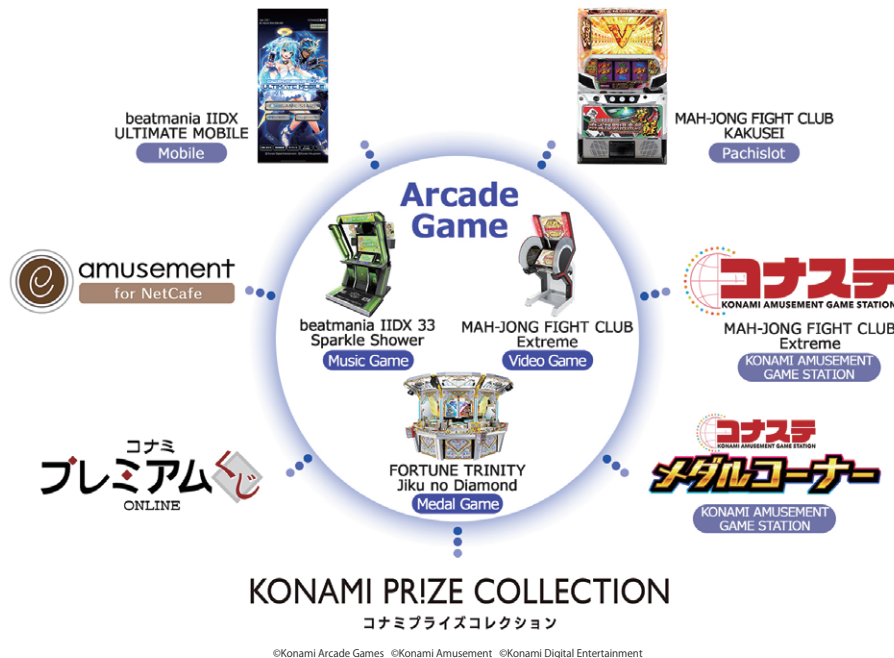 beatmania IIDX
ULTIMATE MOBILE
Mobile
ULTIMATE MOBILE
MAH-JONG FIGHT CLUB
KAKUSEI
Pachislot
Arcade
Game
beatmania IIDX 33
Sparkle Shower
Music Game
MAH-JONG FIGHT CLUB
Extreme
Video Game
FORTUNE TRINITY
Jiku no Diamond
Medal Game
e amusement
for NetCafe
コナステ
KONAMI AMUSEMENT GAME STATION
MAH-JONG FIGHT CLUB
Extreme
KONAMI AMUSEMENT
GAME STATION
コナミ
プレミアムくじ
ONLINE
コナステ
KONAMI AMUSEMENT GAME STATION
メダルコーナー
KONAMI AMUSEMENT
GAME STATION
KONAMI PR!ZE COLLECTION
コナミプライズコレクション
©Konami Arcade Games ©Konami Amusement ©Konami Digital Entertainment